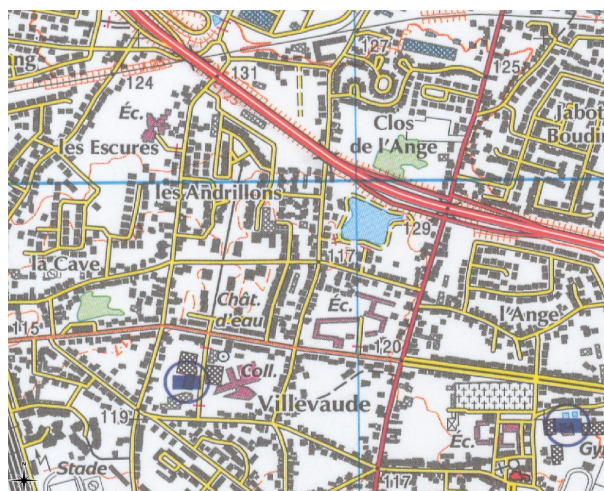 127
ng
131
125
124
Éc.
Clos
de l'Ange
Jabot
Boudin
les Escures
les Andrillons
129
117
la Cave
Chât.
d'eau
Éc.
l'Ange
115
120
Coll.
Villevaude
119
Éc.
Gy
Stade
117